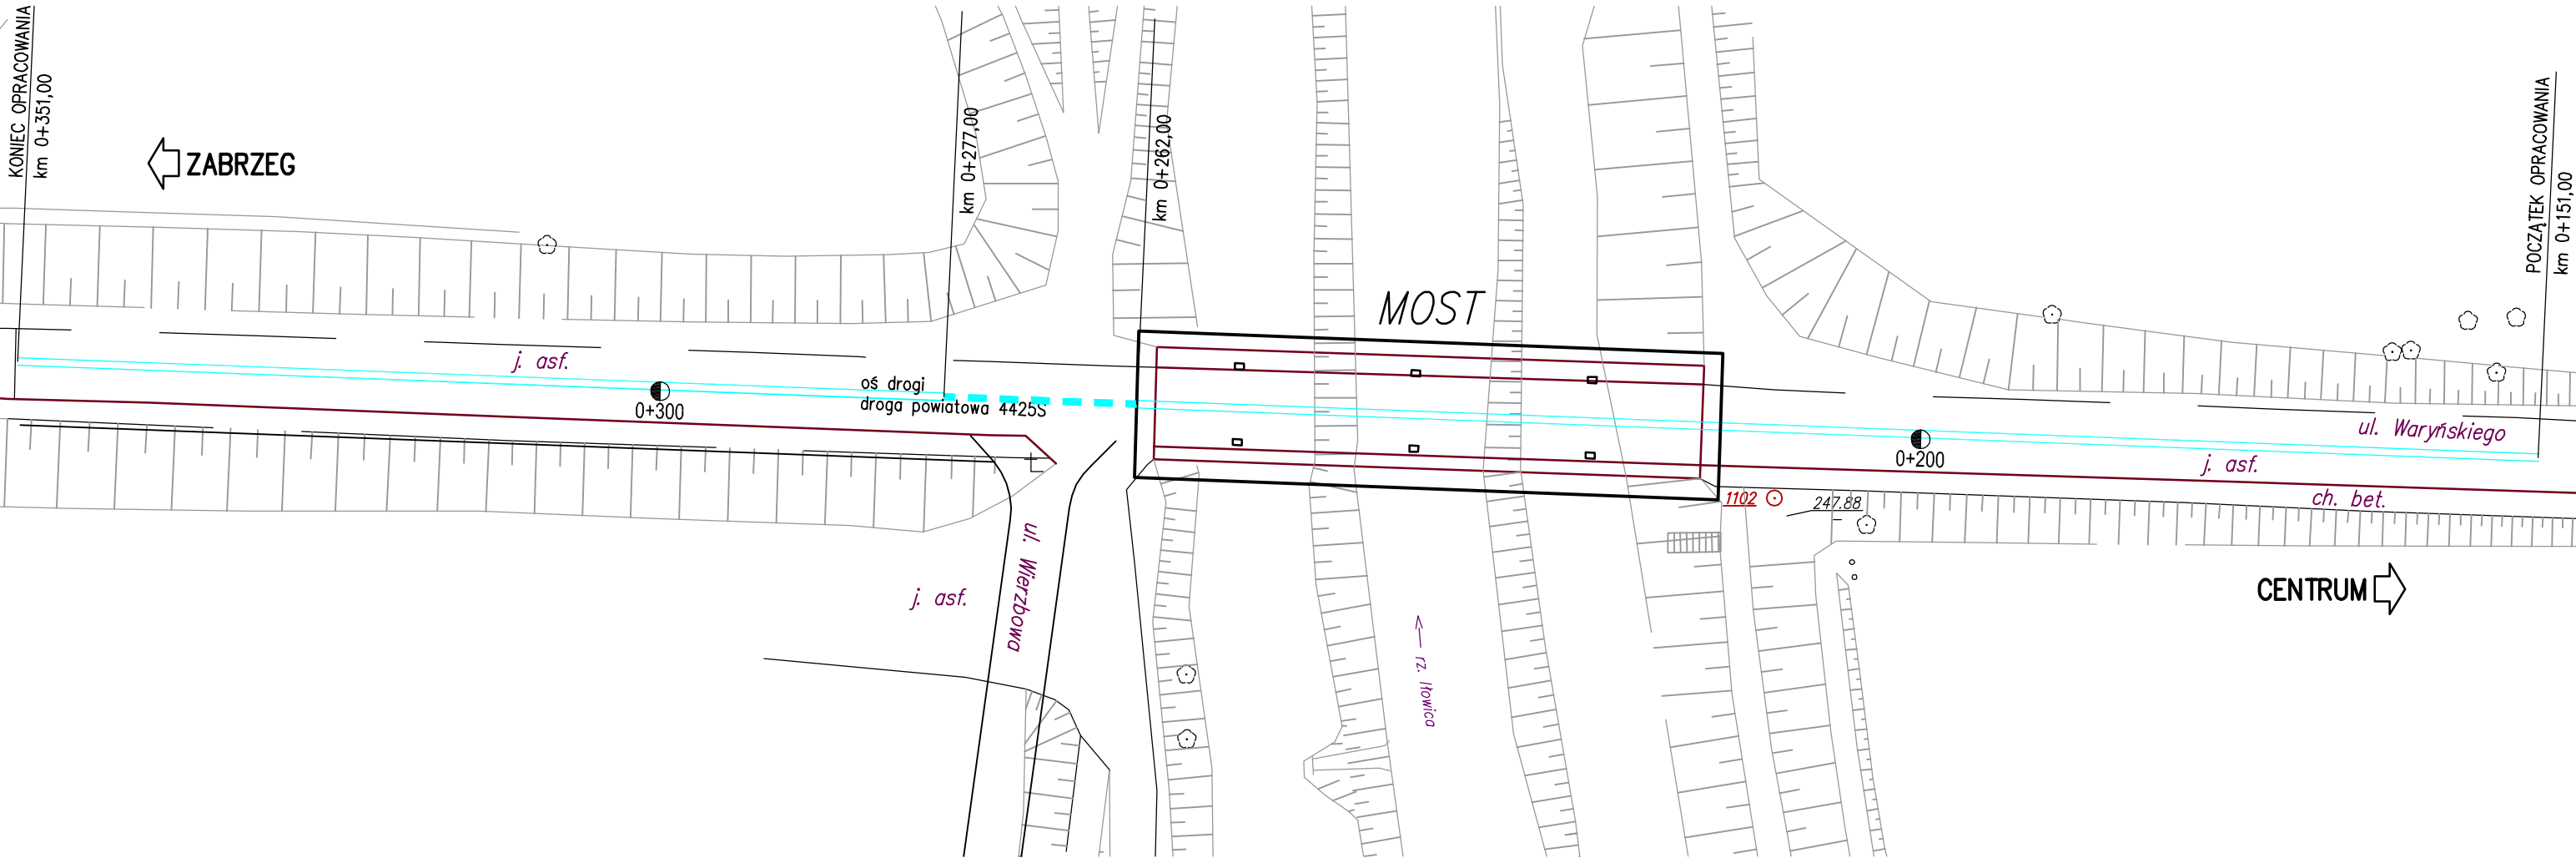 KONIEC OPRACOWANIA
km 0+351,00
ZABRZEG
km 0+277,00
km 0+262,00
MOST
POCZĄTEK OPRACOWANIA
km 0+151,00
j. asf.
0+300
oś drogi
droga powiatowa 4425S
0+200
ul. Waryńskiego
j. asf.
ch. bet.
1102
247.88
CENTRUM
j. asf.
ul. Wierzbowa
rz. Iłowica